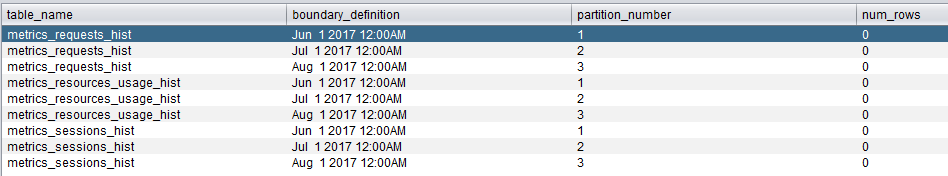 table_name boundary_definition partition_number num_rows
metrics_requests_hist Jun  1 2017 12:00AM 1 0
metrics_requests_hist Jul  1 2017 12:00AM 2 0
metrics_requests_hist Aug  1 2017 12:00AM 3 0
metrics_resources_usage_hist Jun  1 2017 12:00AM 1 0
metrics_resources_usage_hist Jul  1 2017 12:00AM 2 0
metrics_resources_usage_hist Aug  1 2017 12:00AM 3 0
metrics_sessions_hist Jun  1 2017 12:00AM 1 0
metrics_sessions_hist Jul  1 2017 12:00AM 2 0
metrics_sessions_hist Aug  1 2017 12:00AM 3 0